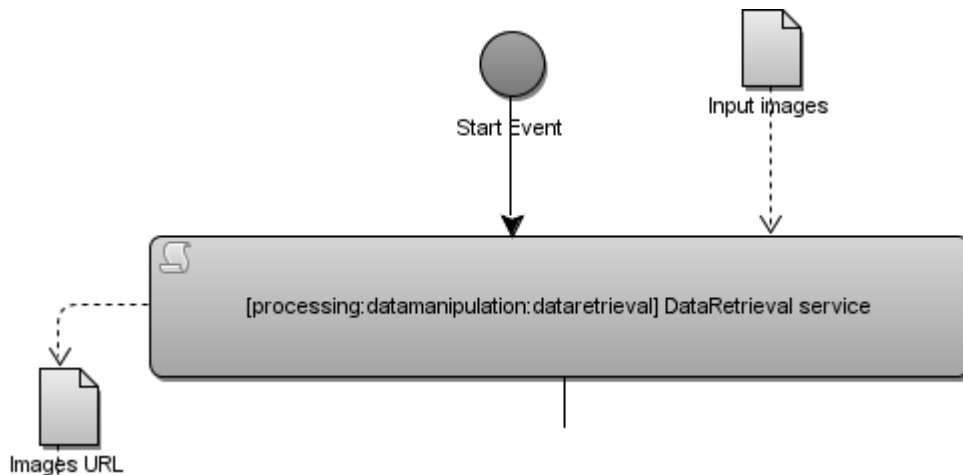 Input images
Start Event
[processing:datamanipulation:dataretrieval] DataRetrieval service
Images URL